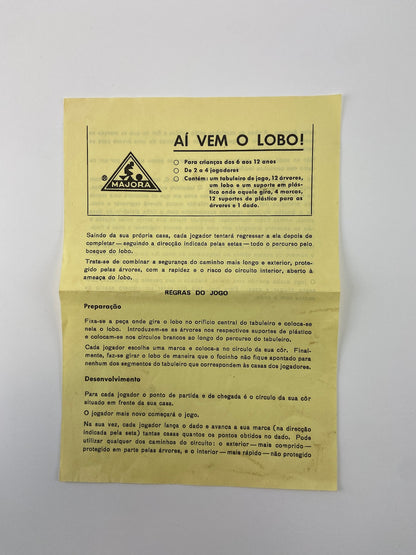 AÍ VEM O LOBO!
® MAJORA
○ Para crianças dos 6 aos 12 anos
○ De 2 a 4 jogadores
○ Contém: um tabuleiro de jogo, 12 árvores,
um lobo e um suporte em plás-
tico onde aquele gira, 4 marcas,
12 suportes de plástico para as
árvores e 1 dado.
Saindo da sua própria casa, cada jogador tentará regressar a ela depois de
completar — seguindo a direcção indicada pelas setas — todo o percurso pelo
bosque do lobo.
Trata-se de combinar a segurança do caminho mais longo e exterior, prote-
gido pelas árvores, com a rapidez e o risco do circuito interior, aberto à
ameaça do lobo.
REGRAS DO JOGO
Preparação
Fixa-se a peça onde gira o lobo no orifício central do tabuleiro e coloca-se
nela o lobo. Introduzem-se as árvores nos respectivos suportes de plástico
e colocam-se nos círculos brancos ao longo do percurso do tabuleiro.
Cada jogador escolhe uma marca e coloca-a no círculo da sua côr. Final-
mente, faz-se girar o lobo de maneira que o focinho não fique apontado para
nenhum dos segmentos do tabuleiro que correspondem às casas dos jogadores.
Desenvolvimento
Para cada jogador o ponto de partida e de chegada é o círculo da sua côr
situado em frente da sua casa.
O jogador mais novo começará o jogo.
Na sua vez, cada jogador lança o dado e avança a sua marca (na direcção
indicada pela seta) tantas casas quantos os pontos obtidos no dado. Pode
utilizar qualquer dos caminhos do circuito: o exterior — mais comprido —
protegido em parte pelas árvores, e o interior — mais rápido — não protegido